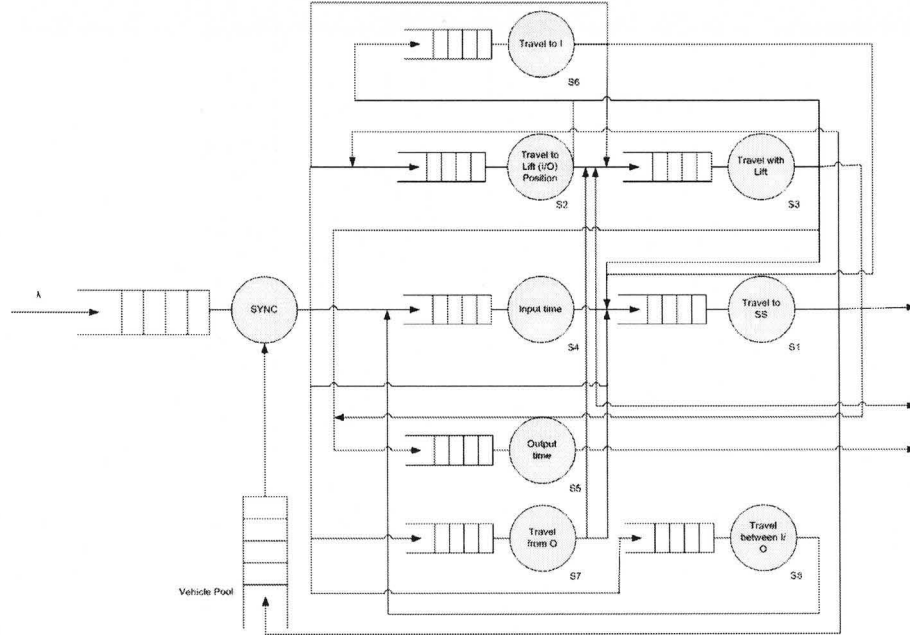 Travel to I
S6
Travel to
Lift (I/O)
Position
S2
Travel with
Lift
S3
λ
SYNC
Input time
S4
Travel to
SS
S1
Output
time
S5
Travel
from O
S7
Travel
between I/
O
S8
Vehicle Pool